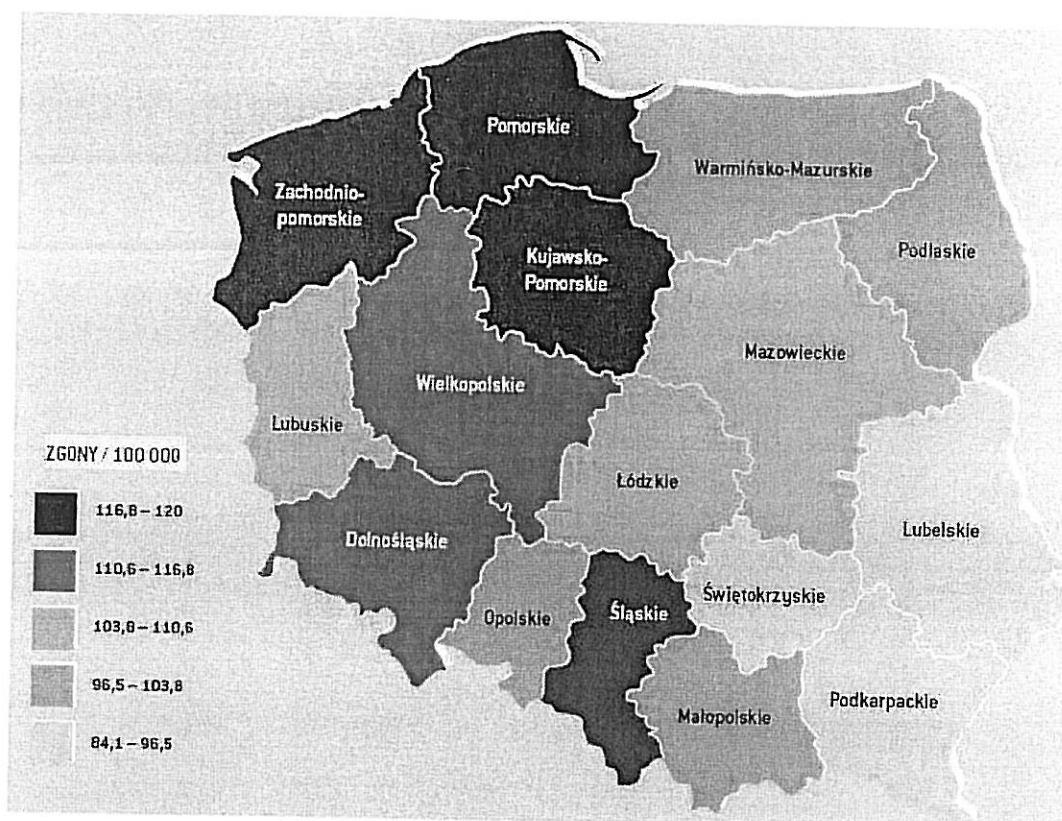 Pomorskie
Warmińsko-Mazurskie
Zachodnio-
pomorskie
Podlaskie
Kujawsko-
Pomorskie
Mazowieckie
Wielkopolskie
Lubuskie
ZGONY / 100 000
Łódzkie
116,8 – 120
Lubelskie
Dolnośląskie
110,6 – 116,8
Świętokrzyskie
Opolskie
Śląskie
103,8 – 110,6
96,5 – 103,8
Podkarpackie
Małopolskie
84,1 – 96,5